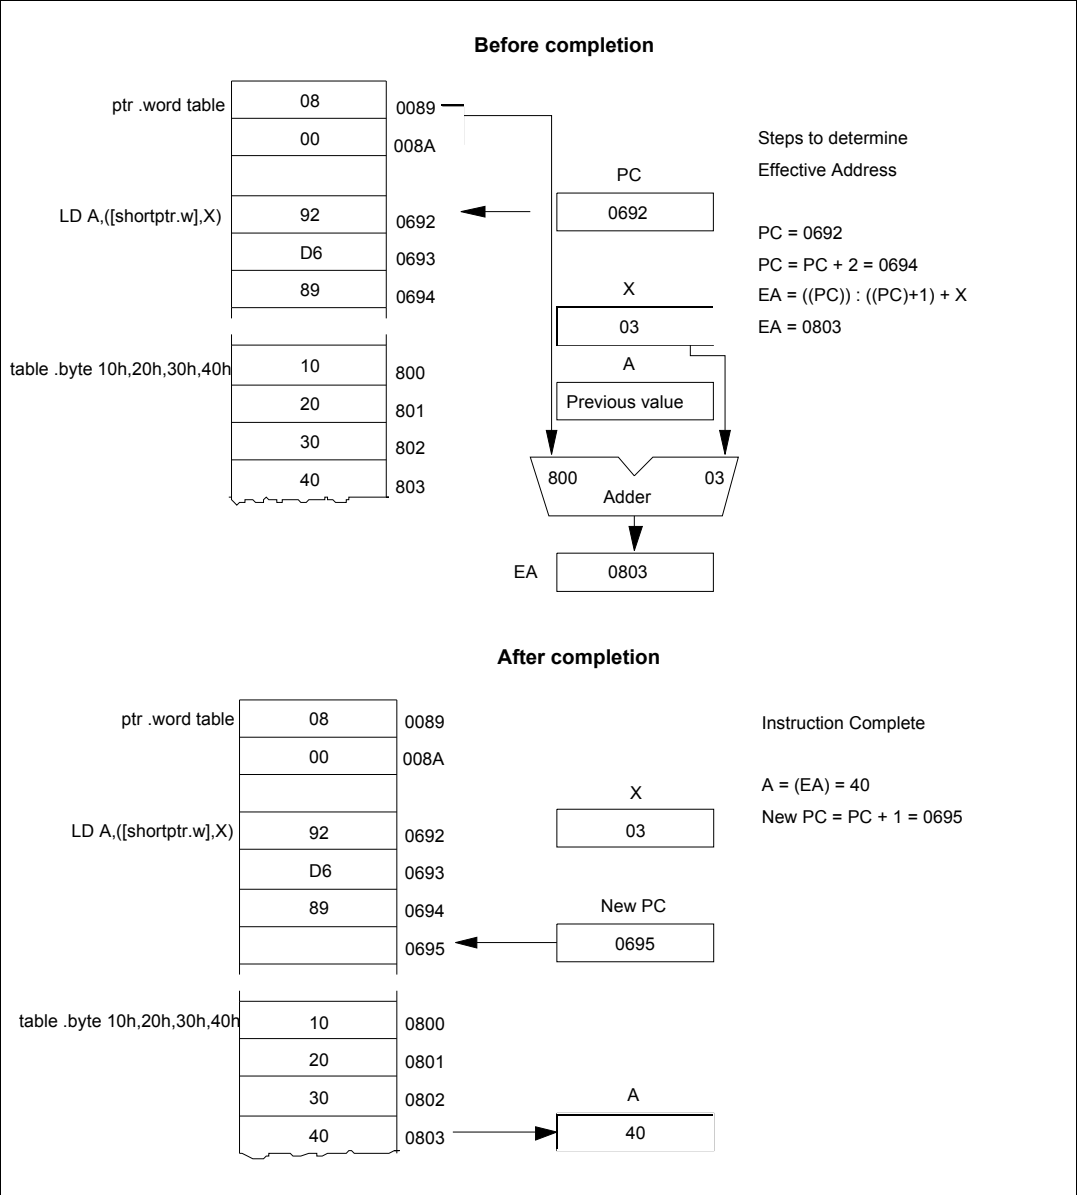 Before completion
ptr .word table 08 0089
00 008A
Steps to determine
Effective Address
PC
LD A,([shortptr.w],X) 92 0692 0692
D6 0693
89 0694
PC = 0692
PC = PC + 2 = 0694
EA = ((PC)) : ((PC)+1) + X
EA = 0803
X
03
A
Previous value
table .byte 10h,20h,30h,40h 10 800
20 801
30 802
40 803
800 03
Adder
EA 0803
After completion
ptr .word table 08 0089
00 008A
Instruction Complete
A = (EA) = 40
New PC = PC + 1 = 0695
X
03
LD A,([shortptr.w],X) 92 0692
D6 0693
89 0694
0695
New PC
0695
table .byte 10h,20h,30h,40h 10 0800
20 0801
30 0802
40 0803
A
40